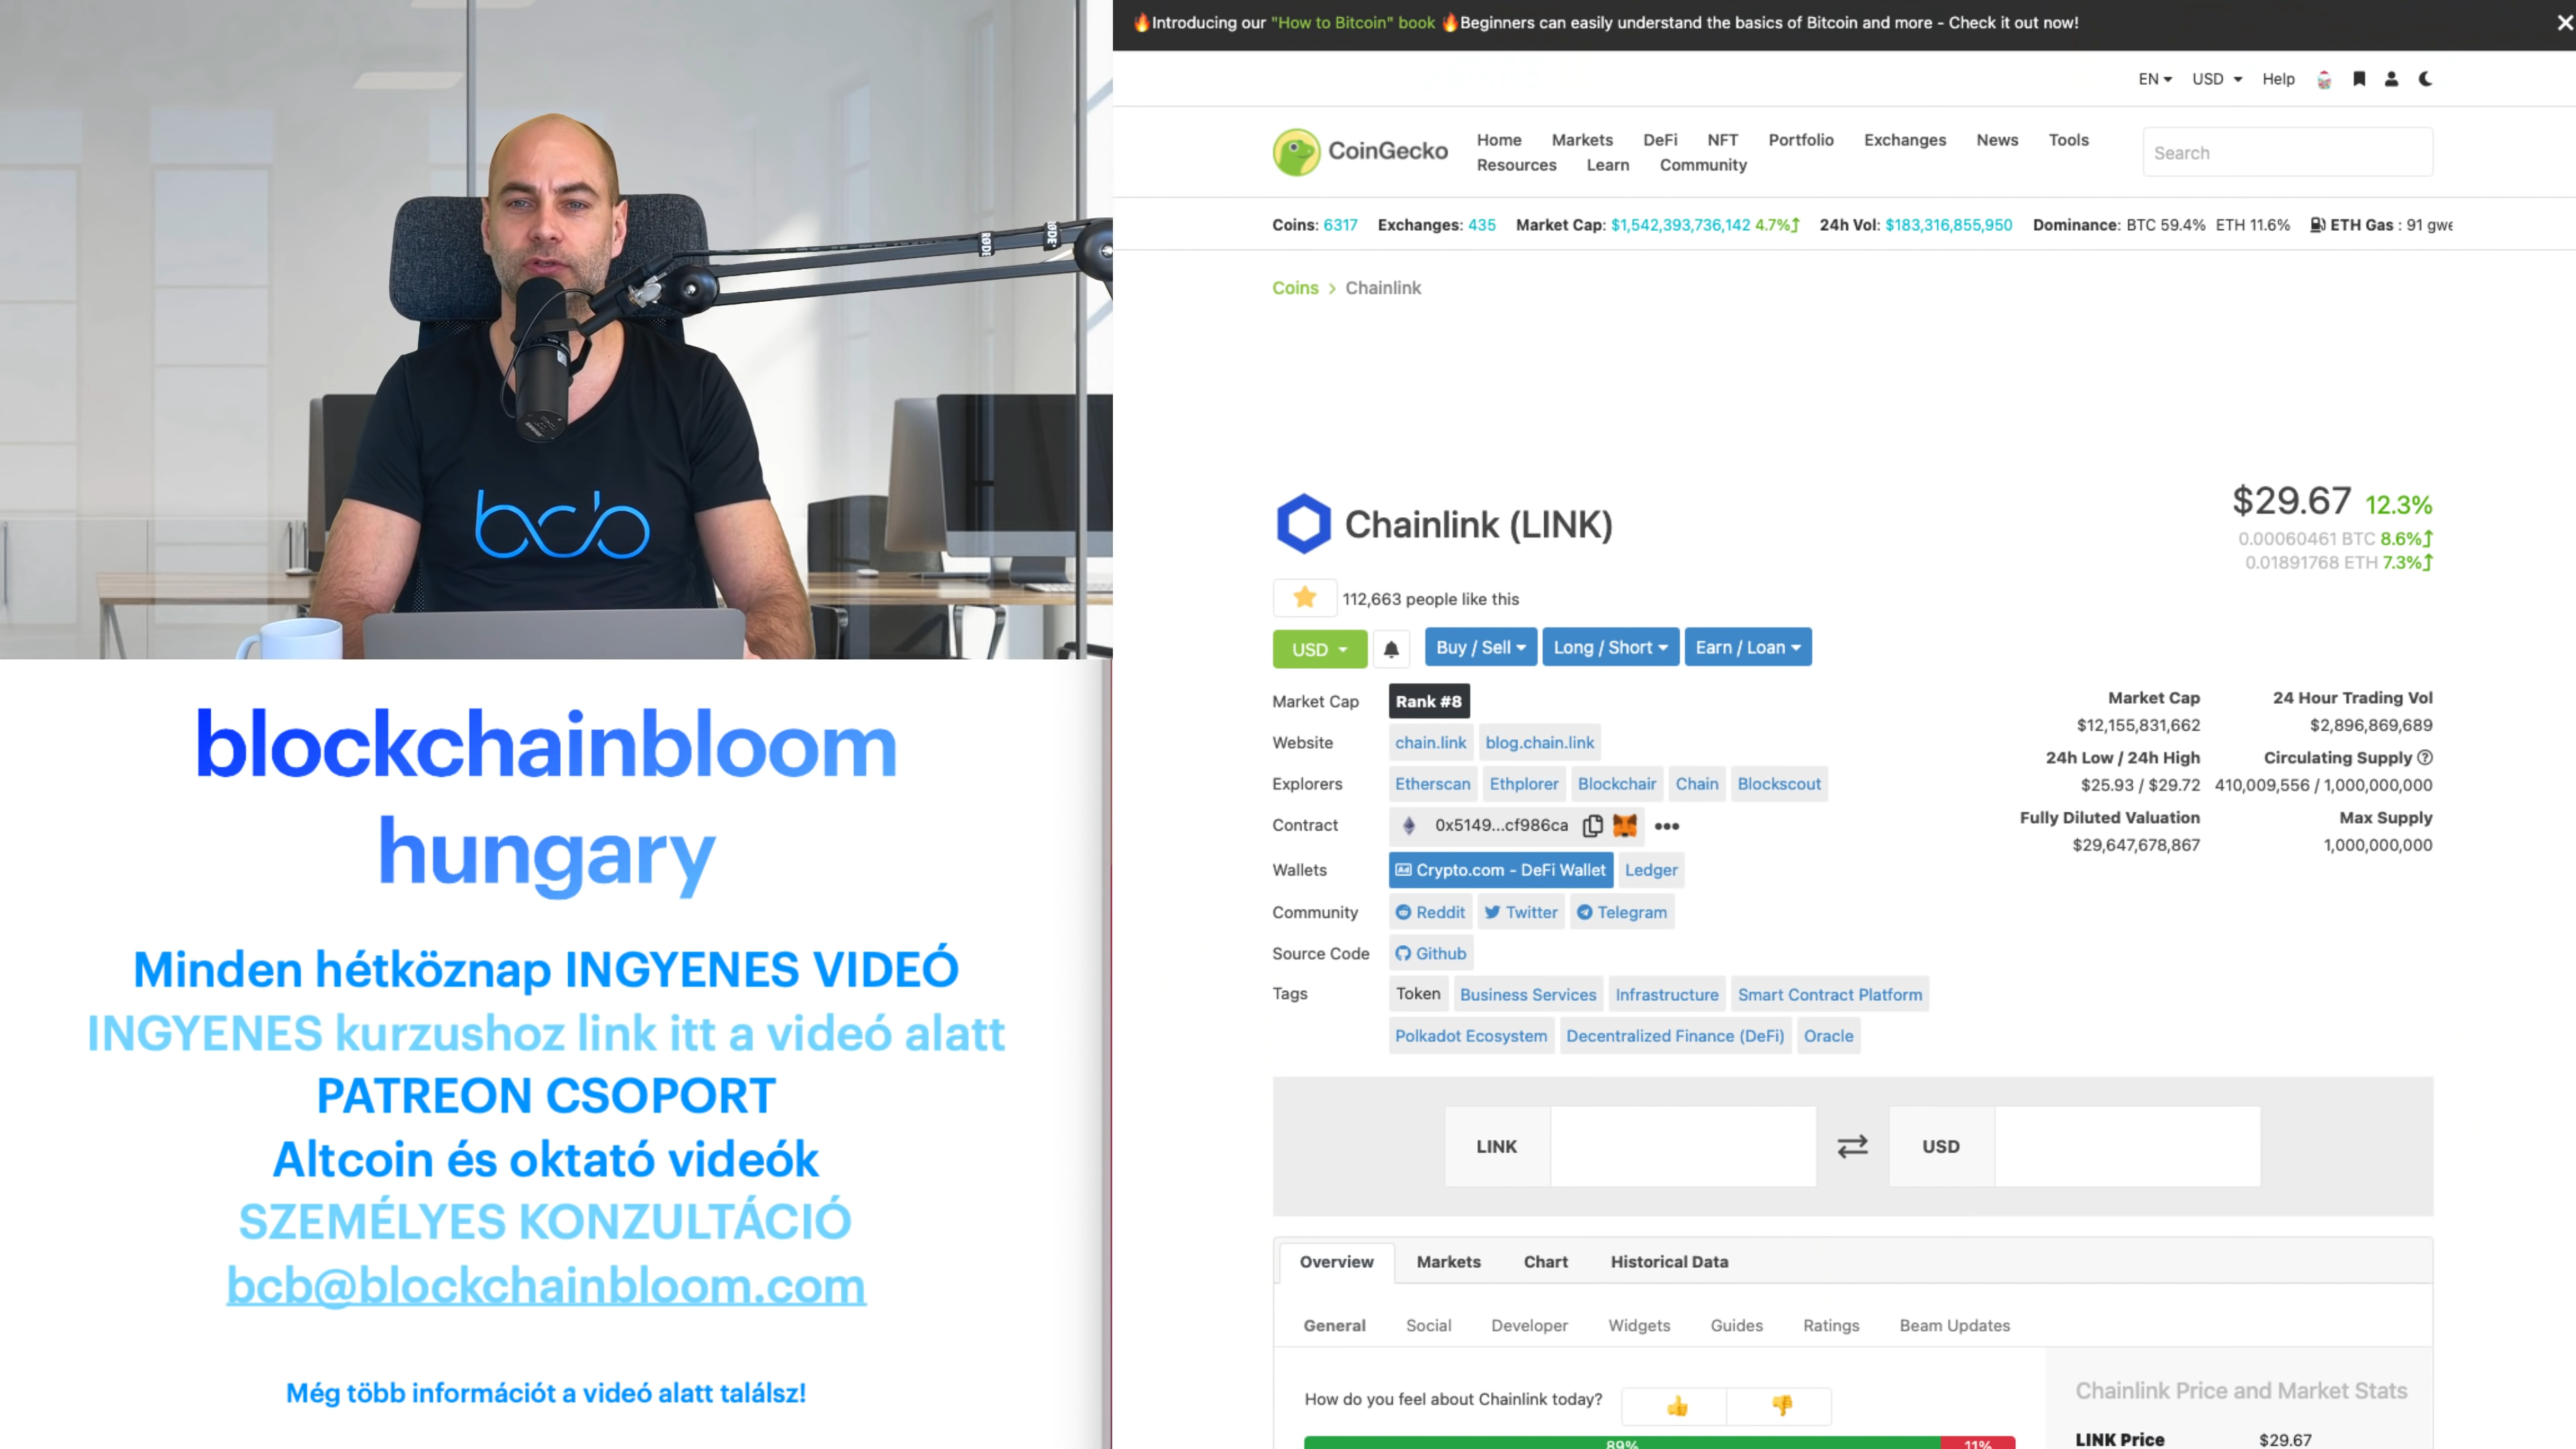 RØDE
RØDE
bcb
blockchainbloom
hungary
Minden hétköznap INGYENES VIDEÓ
INGYENES kurzushoz link itt a videó alatt
PATREON CSOPORT
Altcoin és oktató videók
SZEMÉLYES KONZULTÁCIÓ
bcb@blockchainbloom.com
Még több információt a videó alatt találsz!
🔥Introducing our "How to Bitcoin" book 🔥Beginners can easily understand the basics of Bitcoin and more - Check it out now!
EN USD Help
CoinGecko
Home Markets DeFi NFT Portfolio Exchanges News Tools
Resources Learn Community
Search
Coins: 6317 Exchanges: 435 Market Cap: $1,542,393,736,142 4.7% 24h Vol: $183,316,855,950 Dominance: BTC 59.4% ETH 11.6% ETH Gas : 91 gwe
Coins > Chainlink
Chainlink (LINK)
$29.67 12.3%
0.00060461 BTC 8.6%
0.01891768 ETH 7.3%
112,663 people like this
USD Buy / Sell Long / Short Earn / Loan
Market Cap Rank #8
Website chain.link blog.chain.link
Explorers Etherscan Ethplorer Blockchair Chain Blockscout
Contract 0x5149...cf986ca •••
Wallets Ad Crypto.com - DeFi Wallet Ledger
Community Reddit Twitter Telegram
Source Code Github
Tags Token Business Services Infrastructure Smart Contract Platform
Polkadot Ecosystem Decentralized Finance (DeFi) Oracle
Market Cap 24 Hour Trading Vol
$12,155,831,662 $2,896,869,689
24h Low / 24h High Circulating Supply
$25.93 / $29.72 410,009,556 / 1,000,000,000
Fully Diluted Valuation Max Supply
$29,647,678,867 1,000,000,000
LINK USD
Overview Markets Chart Historical Data
General Social Developer Widgets Guides Ratings Beam Updates
How do you feel about Chainlink today?
89% 11%
Chainlink Price and Market Stats
LINK Price $29.67